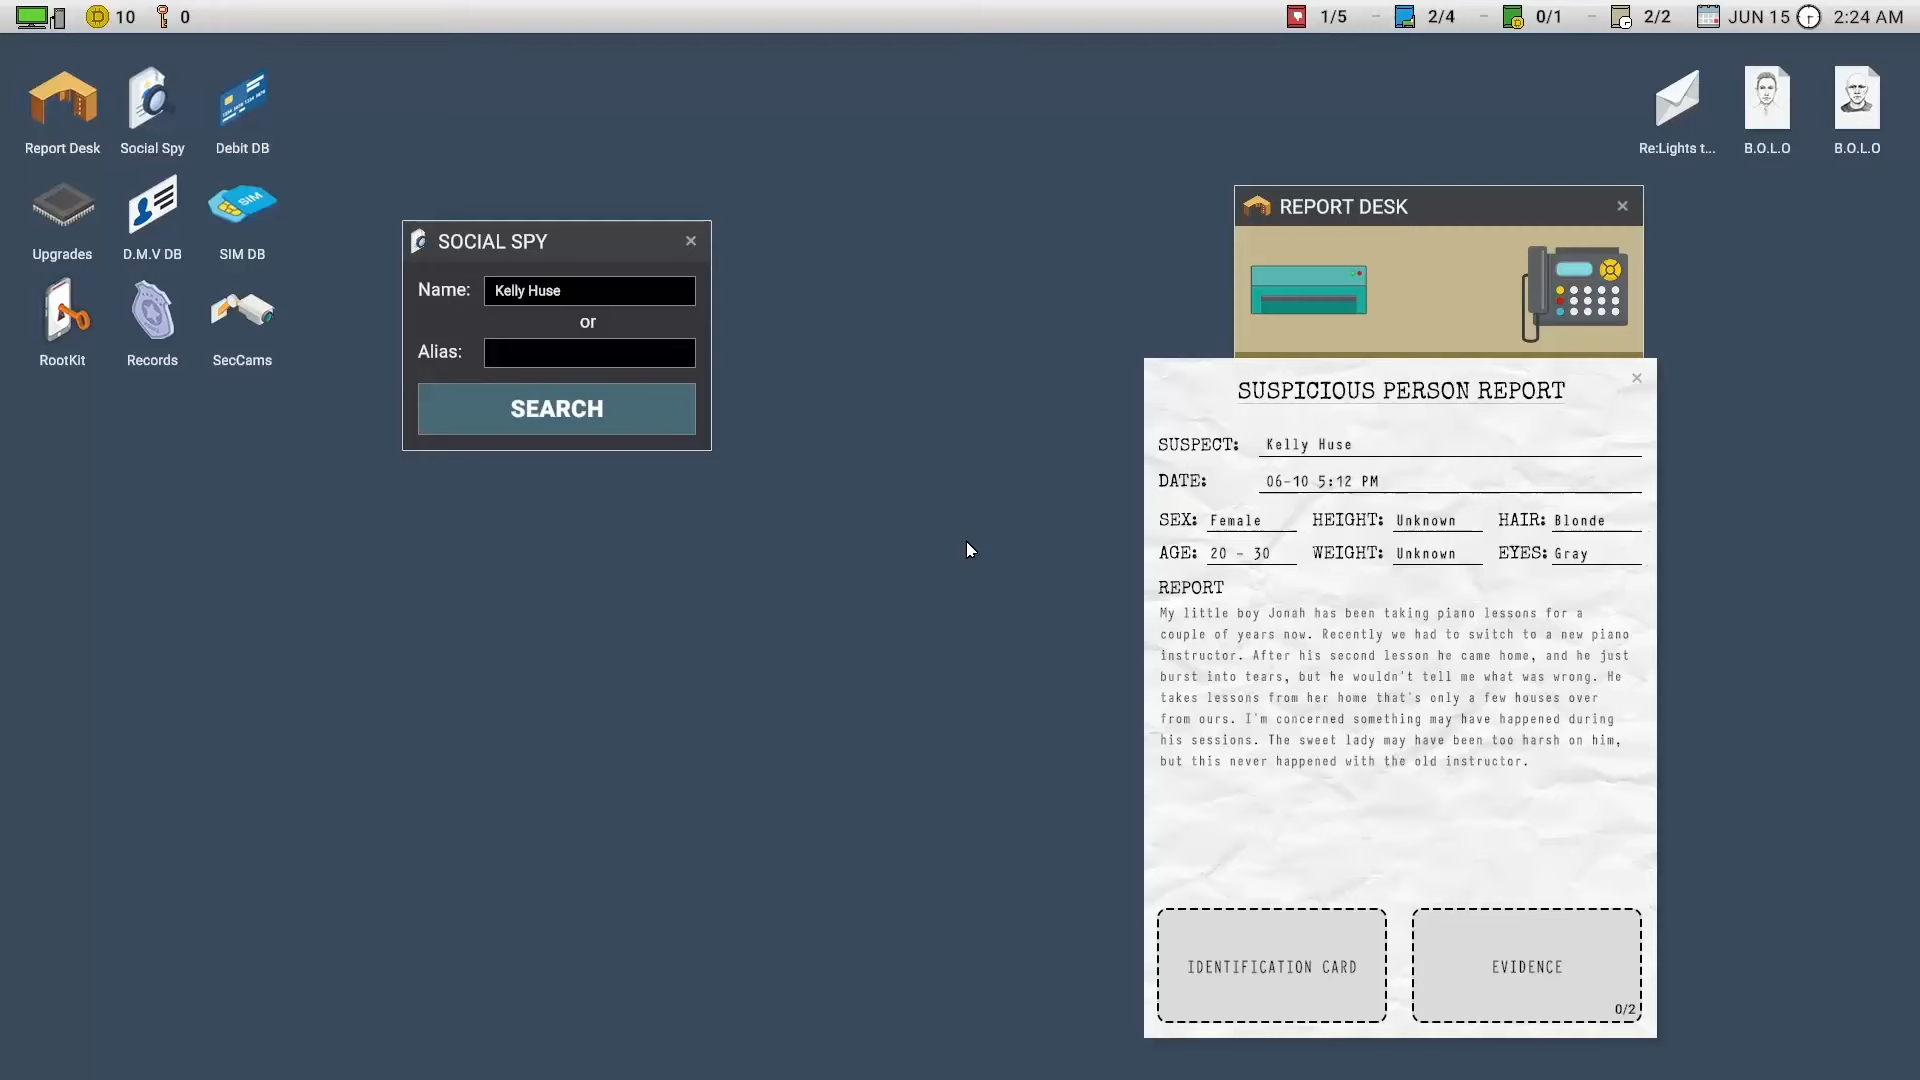 10 0 1/5 - 2/4 - 0/1 - 2/2 JUN 15 2:24 AM
Report Desk Social Spy Debit DB
Re:Lights t... B.O.L.O B.O.L.O
Upgrades D.M.V DB SIM DB
SIM
RootKit Records SecCams
SOCIAL SPY
Name: Kelly Huse
or
Alias:
SEARCH
REPORT DESK
SUSPICIOUS PERSON REPORT
SUSPECT: Kelly Huse
DATE: 06-10 5:12 PM
SEX: Female HEIGHT: Unknown HAIR: Blonde
AGE: 20 - 30 WEIGHT: Unknown EYES: Gray
REPORT
My little boy Jonah has been taking piano lessons for a
couple of years now. Recently we had to switch to a new piano
instructor. After his second lesson he came home, and he just
burst into tears, but he wouldn't tell me what was wrong. He
takes lessons from her home that's only a few houses over
from ours. I'm concerned something may have happened during
his sessions. The sweet lady may have been too harsh on him,
but this never happened with the old instructor.
IDENTIFICATION CARD EVIDENCE
0/2